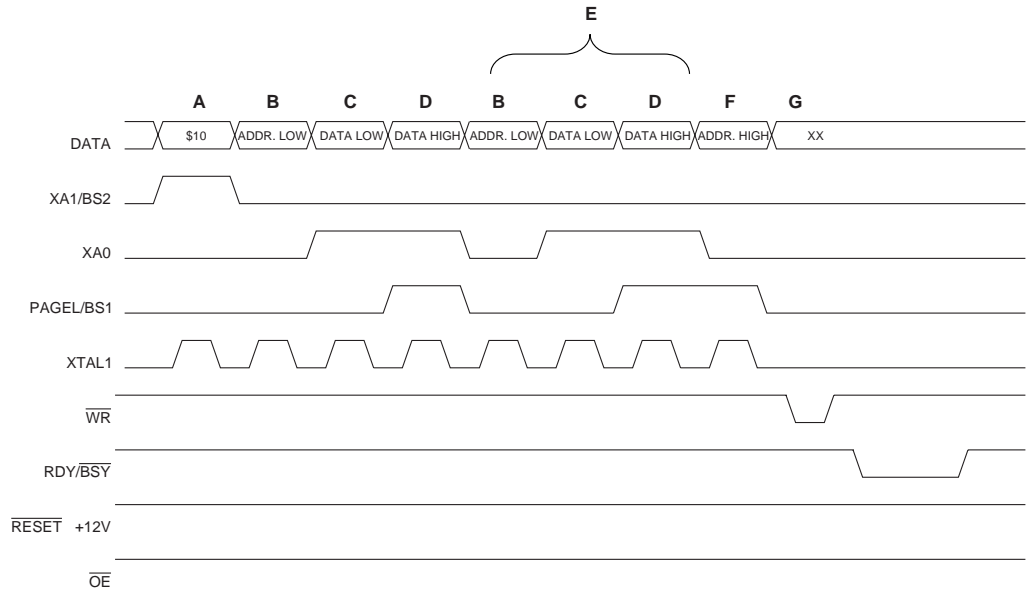 E
A B C D B C D F G
DATA $10 ADDR. LOW DATA LOW DATA HIGH ADDR. LOW DATA LOW DATA HIGH ADDR. HIGH XX
XA1/BS2
XA0
PAGEL/BS1
XTAL1
WR
RDY/BSY
RESET +12V
OE